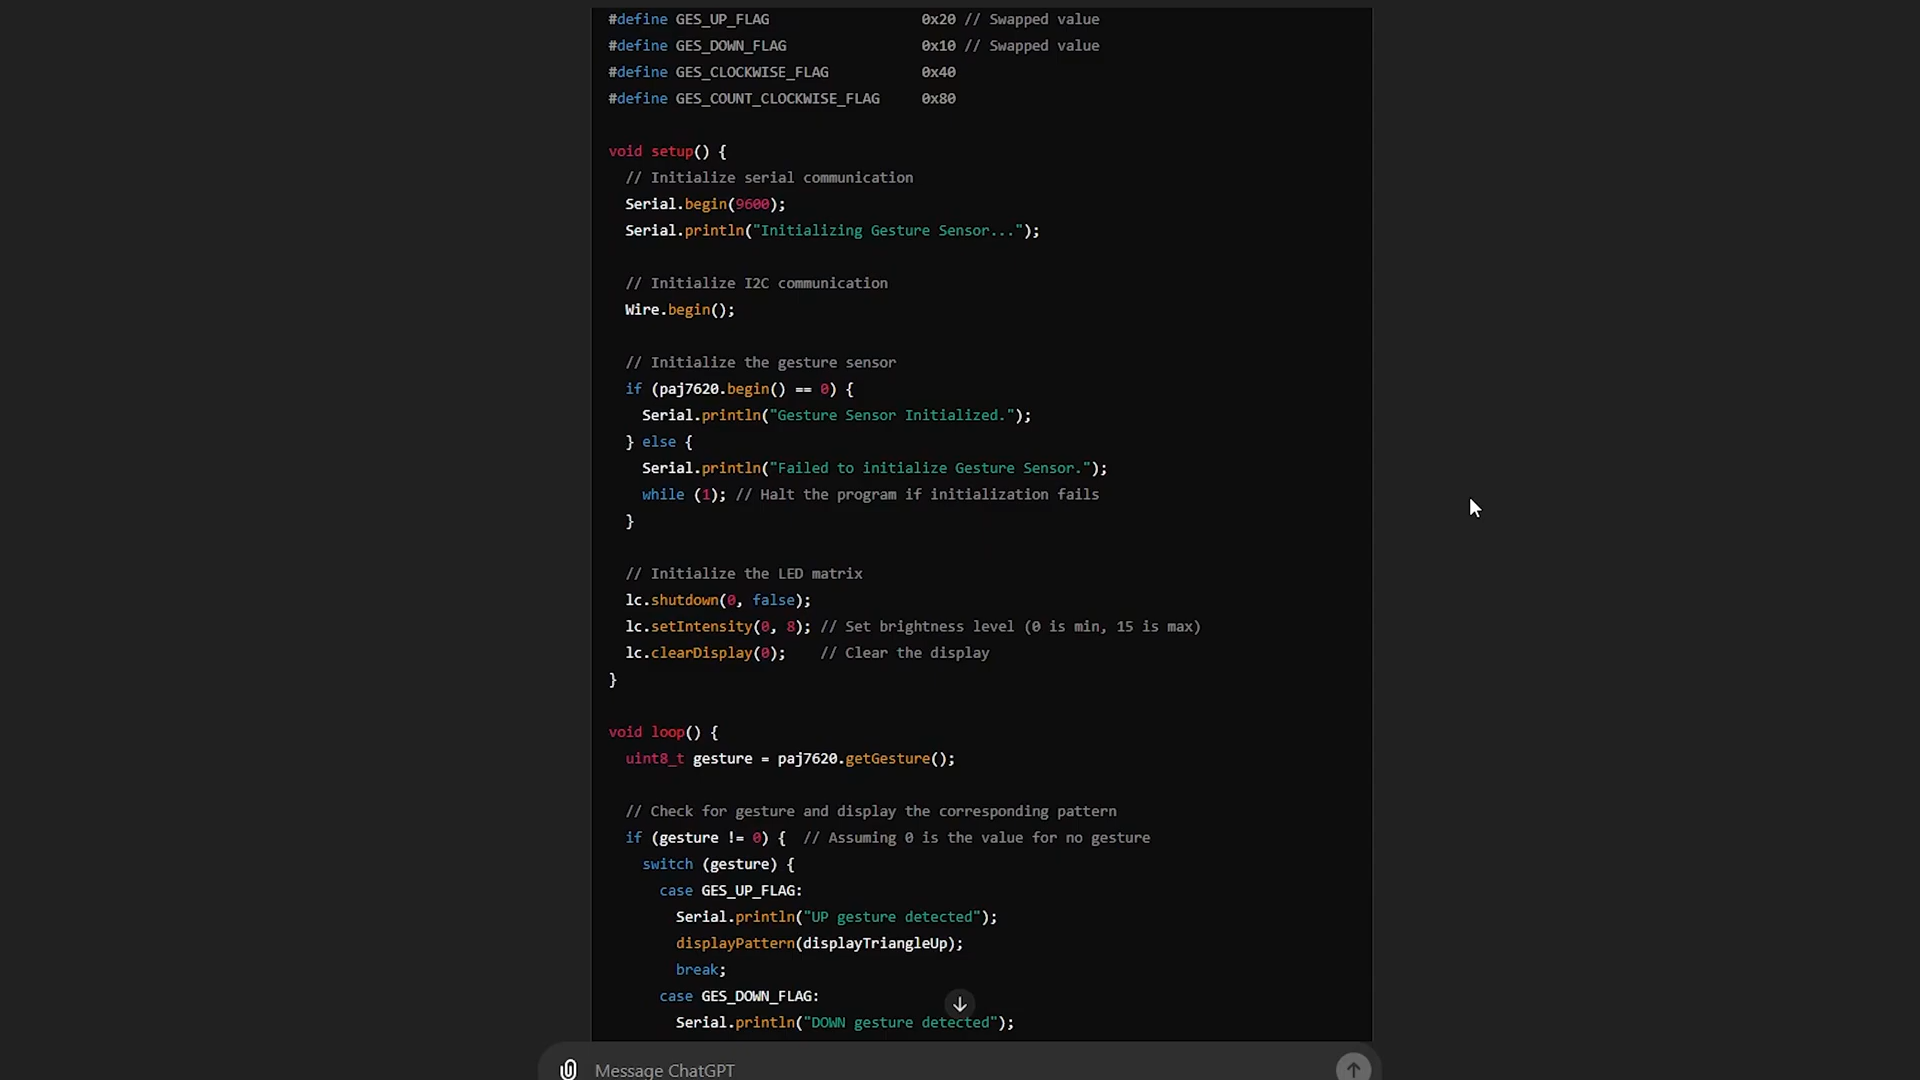 #define GES_UP_FLAG                  0x20 // Swapped value
#define GES_DOWN_FLAG                0x10 // Swapped value
#define GES_CLOCKWISE_FLAG           0x40
#define GES_COUNT_CLOCKWISE_FLAG     0x80
void setup() {
  // Initialize serial communication
  Serial.begin(9600);
  Serial.println("Initializing Gesture Sensor...");
  // Initialize I2C communication
  Wire.begin();
  // Initialize the gesture sensor
  if (paj7620.begin() == 0) {
    Serial.println("Gesture Sensor Initialized.");
  } else {
    Serial.println("Failed to initialize Gesture Sensor.");
    while (1); // Halt the program if initialization fails
  }
  // Initialize the LED matrix
  lc.shutdown(0, false);
  lc.setIntensity(0, 8); // Set brightness level (0 is min, 15 is max)
  lc.clearDisplay(0);    // Clear the display
}
void loop() {
  uint8_t gesture = paj7620.getGesture();
  // Check for gesture and display the corresponding pattern
  if (gesture != 0) {  // Assuming 0 is the value for no gesture
    switch (gesture) {
      case GES_UP_FLAG:
        Serial.println("UP gesture detected");
        displayPattern(displayTriangleUp);
        break;
      case GES_DOWN_FLAG:
        Serial.println("DOWN gesture detected");
Message ChatGPT